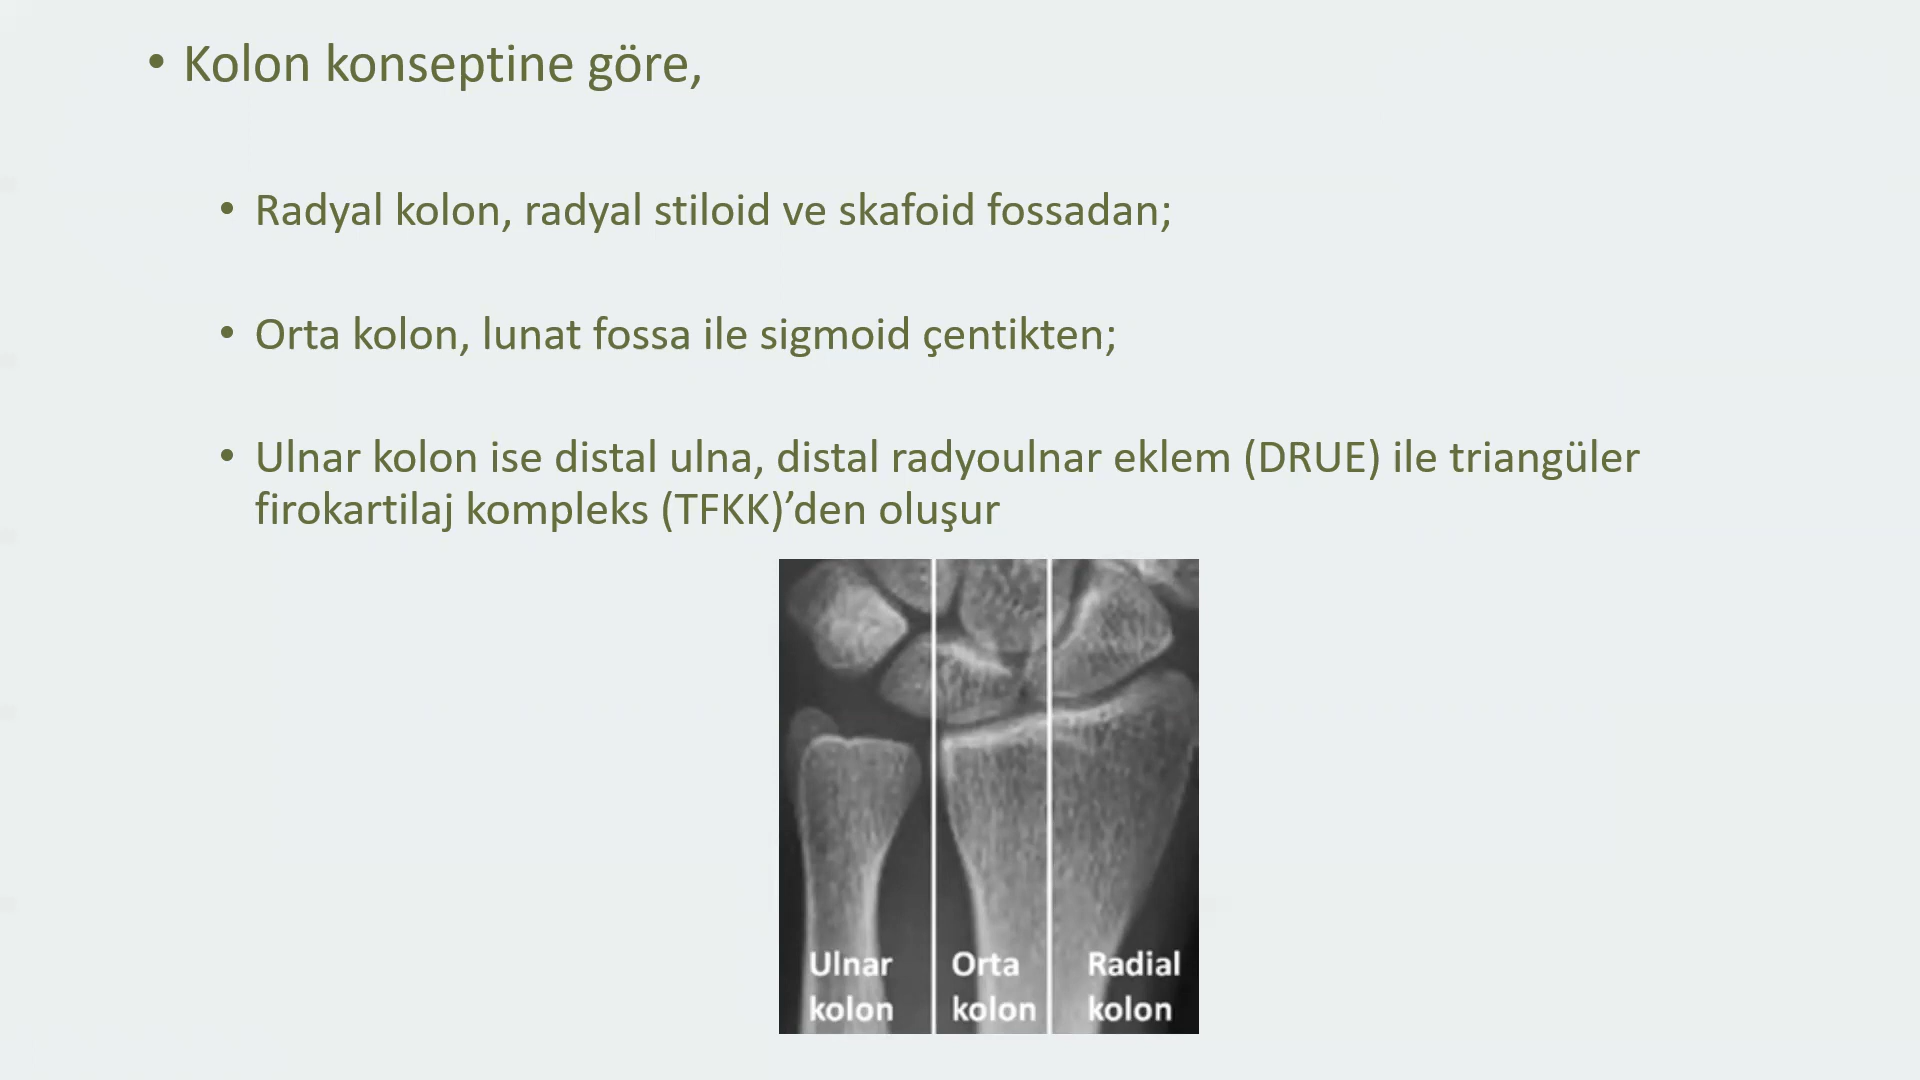 • Kolon konseptine göre,
• Radyal kolon, radyal stiloid ve skafoid fossadan;
• Orta kolon, lunat fossa ile sigmoid çentikten;
• Ulnar kolon ise distal ulna, distal radyoulnar eklem (DRUE) ile triangüler
firokartilaj kompleks (TFKK)’den oluşur
Ulnar kolon
Orta kolon
Radial kolon